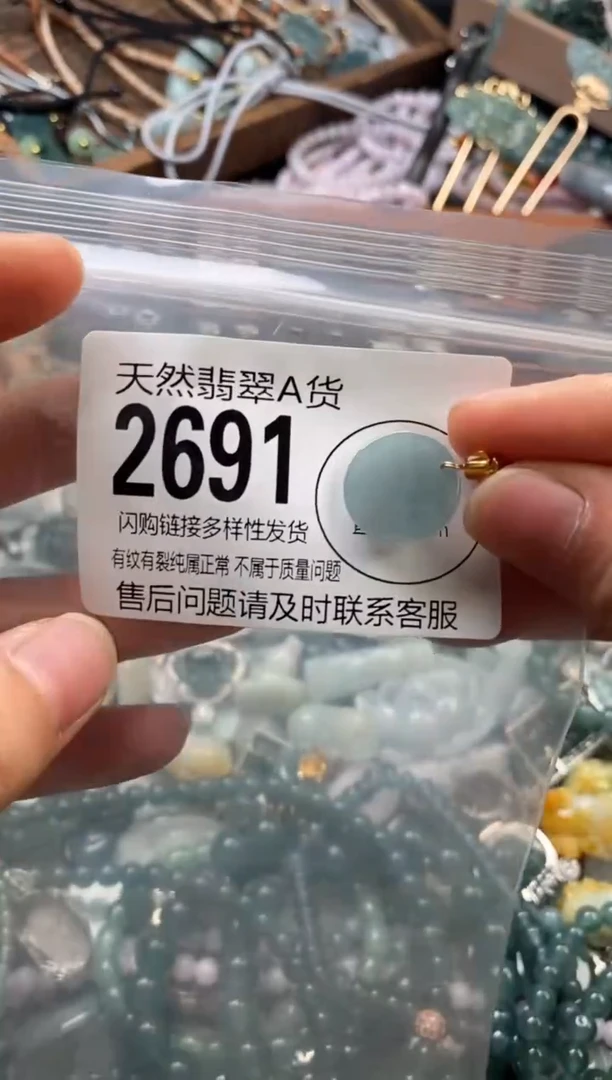 天然翡翠A货
2691
闪购链接多样性发货
有纹有裂纯属正常 不属于质量问题
售后问题请及时联系客服